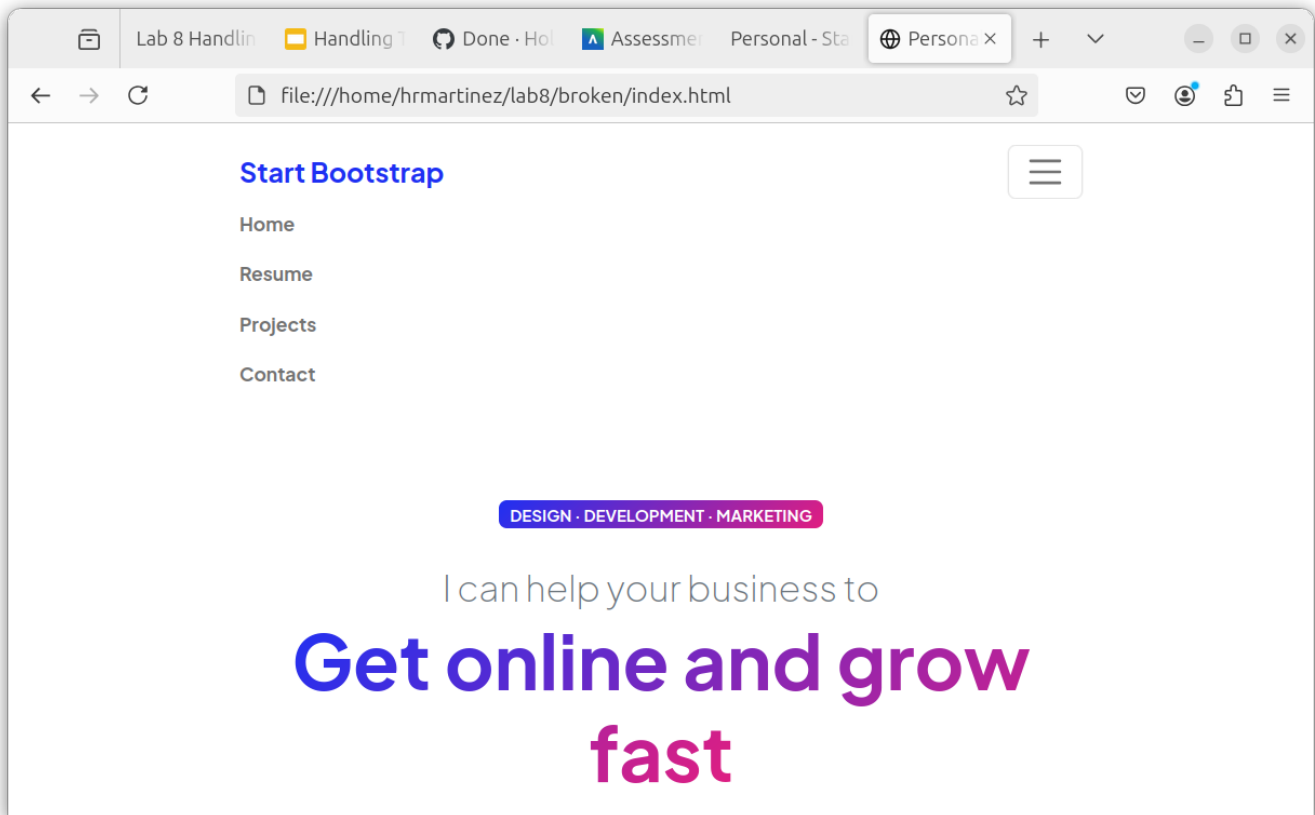 Lab 8 Handlin
Handling T
Done · Hol
Assessmen
Personal - Sta
Persona
file:///home/hrmartinez/lab8/broken/index.html
Start Bootstrap
Home
Resume
Projects
Contact
DESIGN · DEVELOPMENT · MARKETING
I can help your business to
Get online and grow
fast